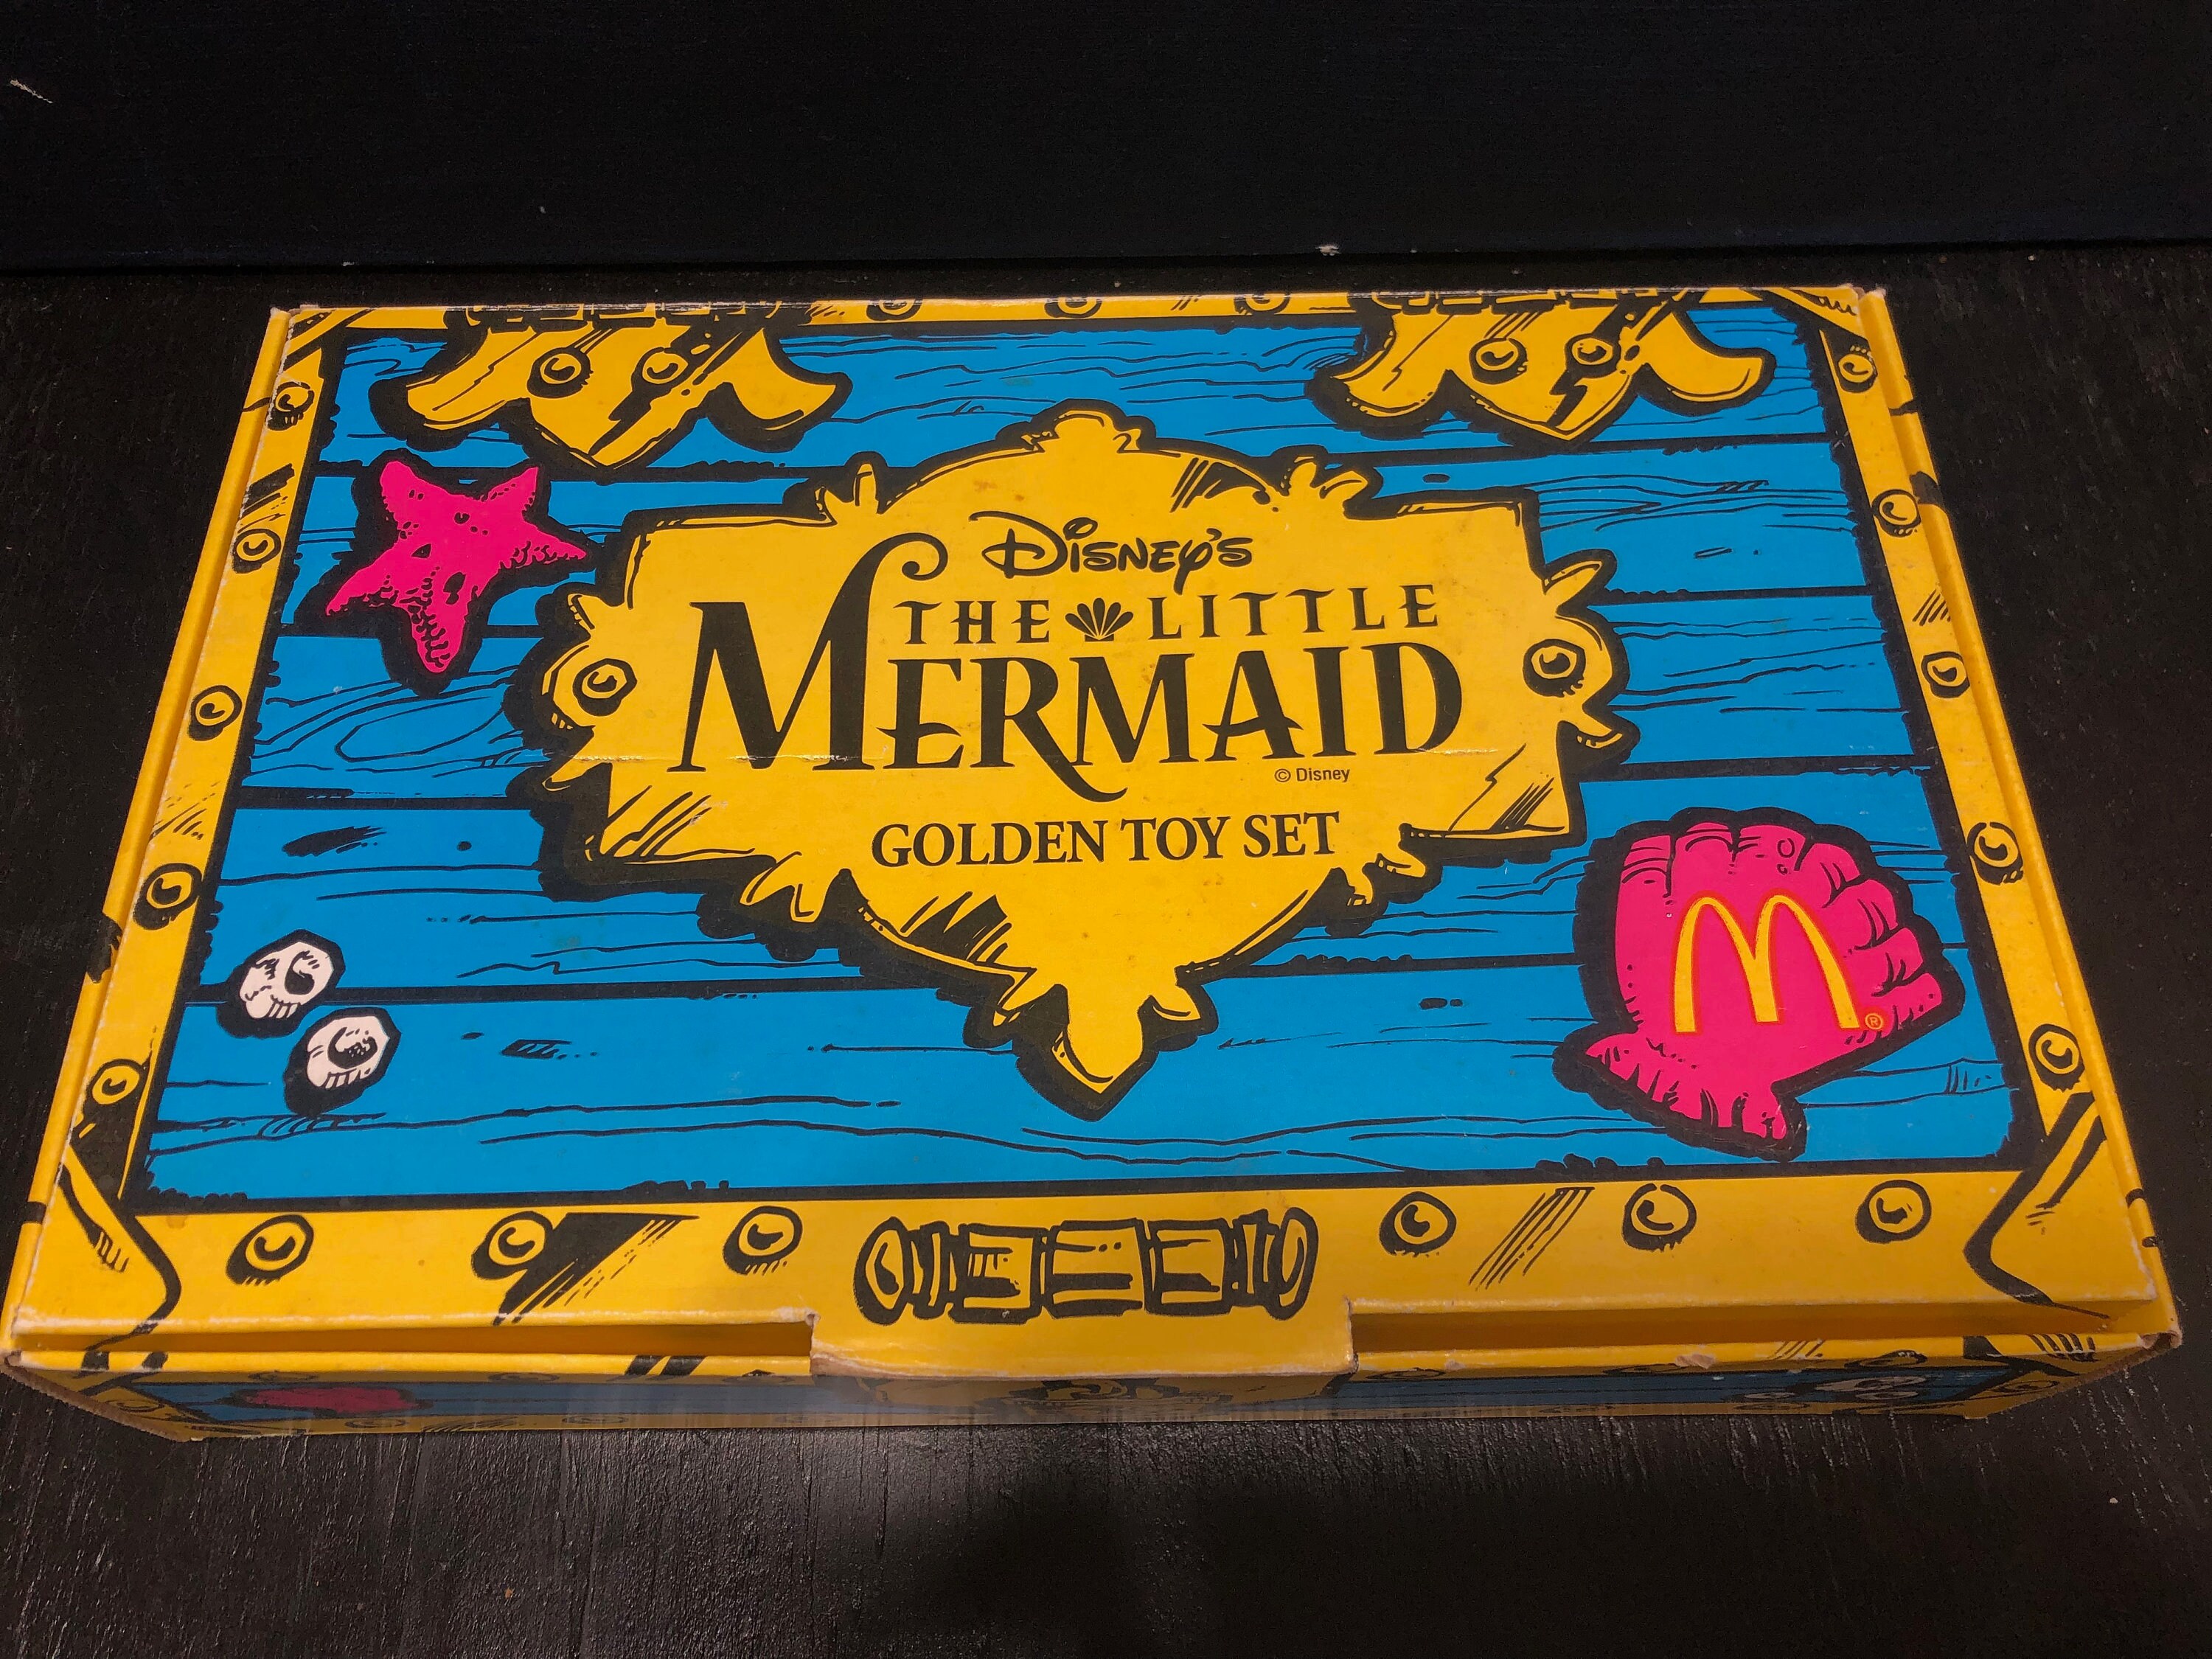 Disney's
THE LITTLE
MERMAID
© Disney
GOLDEN TOY SET
M®